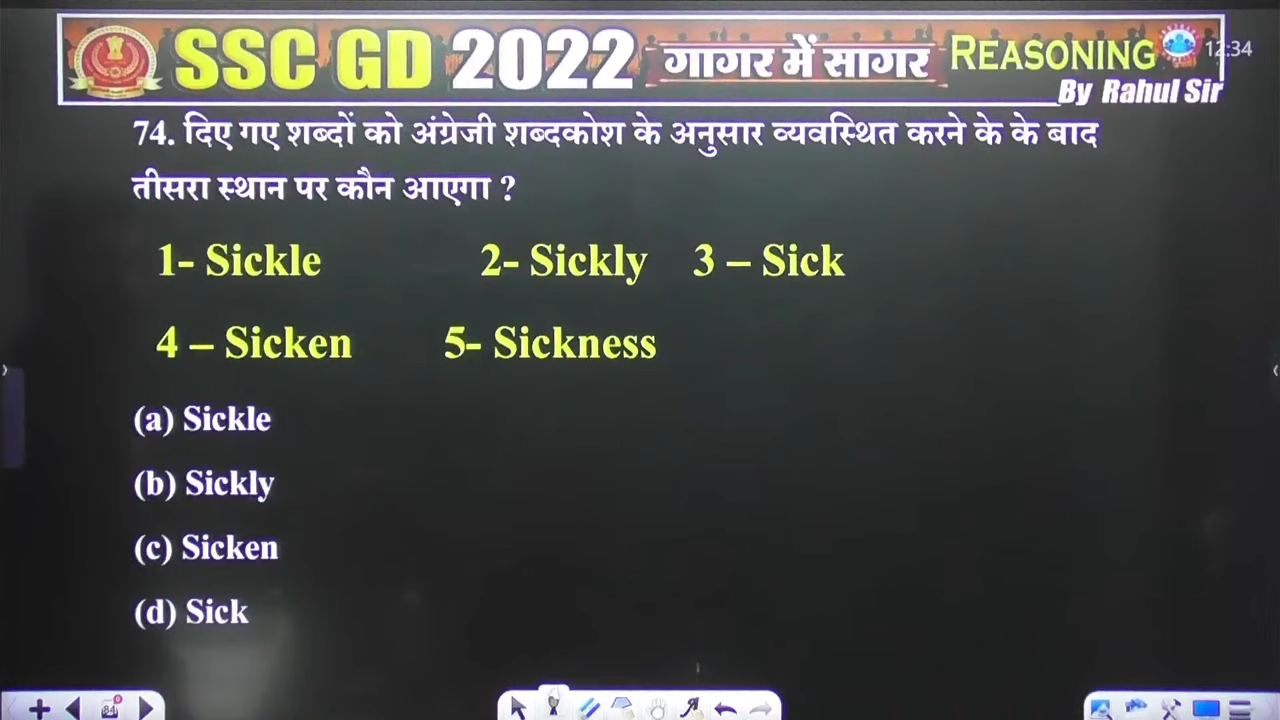 SSC GD 2022 गागर में सागर REASONING 12:34
By Rahul Sir
74. दिए गए शब्दों को अंग्रेजी शब्दकोश के अनुसार व्यवस्थित करने के के बाद
तीसरा स्थान पर कौन आएगा ?
1- Sickle 2- Sickly 3 – Sick
4 – Sicken 5- Sickness
(a) Sickle
(b) Sickly
(c) Sicken
(d) Sick
84